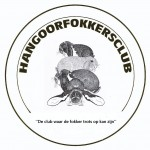 HANGOORFOKKERSCLUB
"De club waar de fokker trots op kan zijn"